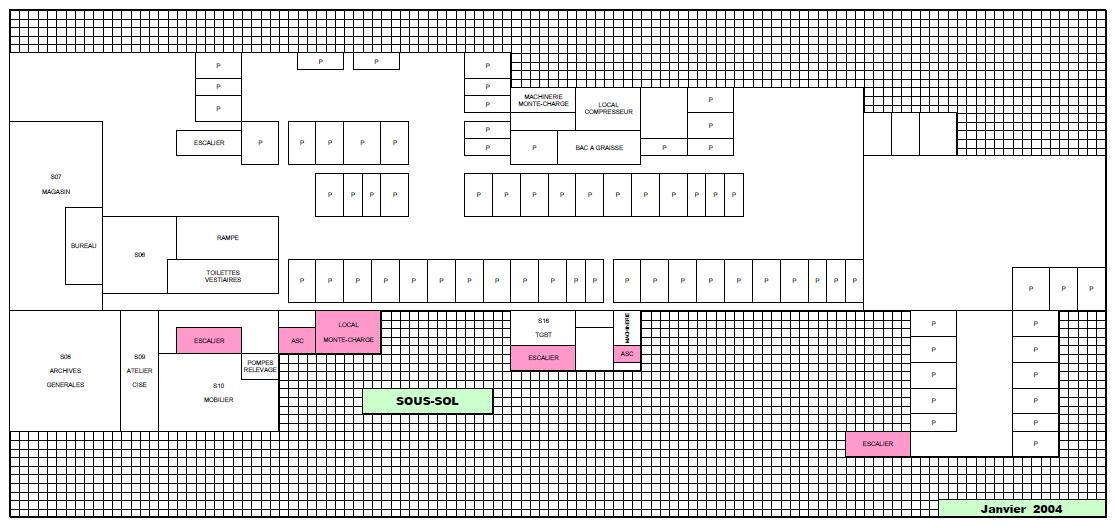 P P
P P
P P
P P
MACHINERIE
MONTE-CHARGE
LOCAL
COMPRESSEUR
P
P
P
ESCALIER P P P P P P P BAC A GRAISSE P P
S07
MAGASIN
P P P P P P P P P P P P P P P
RAMPE
BUREAU
S06
TOILETTES
VESTIAIRES
P P P P P P P P P P P P P P P P P P P P P P
P P P
LOCAL
MONTE-CHARGE
S16
TGBT
MACHINERIE
P P
ESCALIER
ASC
P P
ESCALIER
ASC
S08
ARCHIVES
GENERALES
S09
ATELIER
CISE
POMPES
RELEVAGE
S10
MOBILIER
P P
SOUS-SOL
P P
P P
ESCALIER
P
Janvier 2004